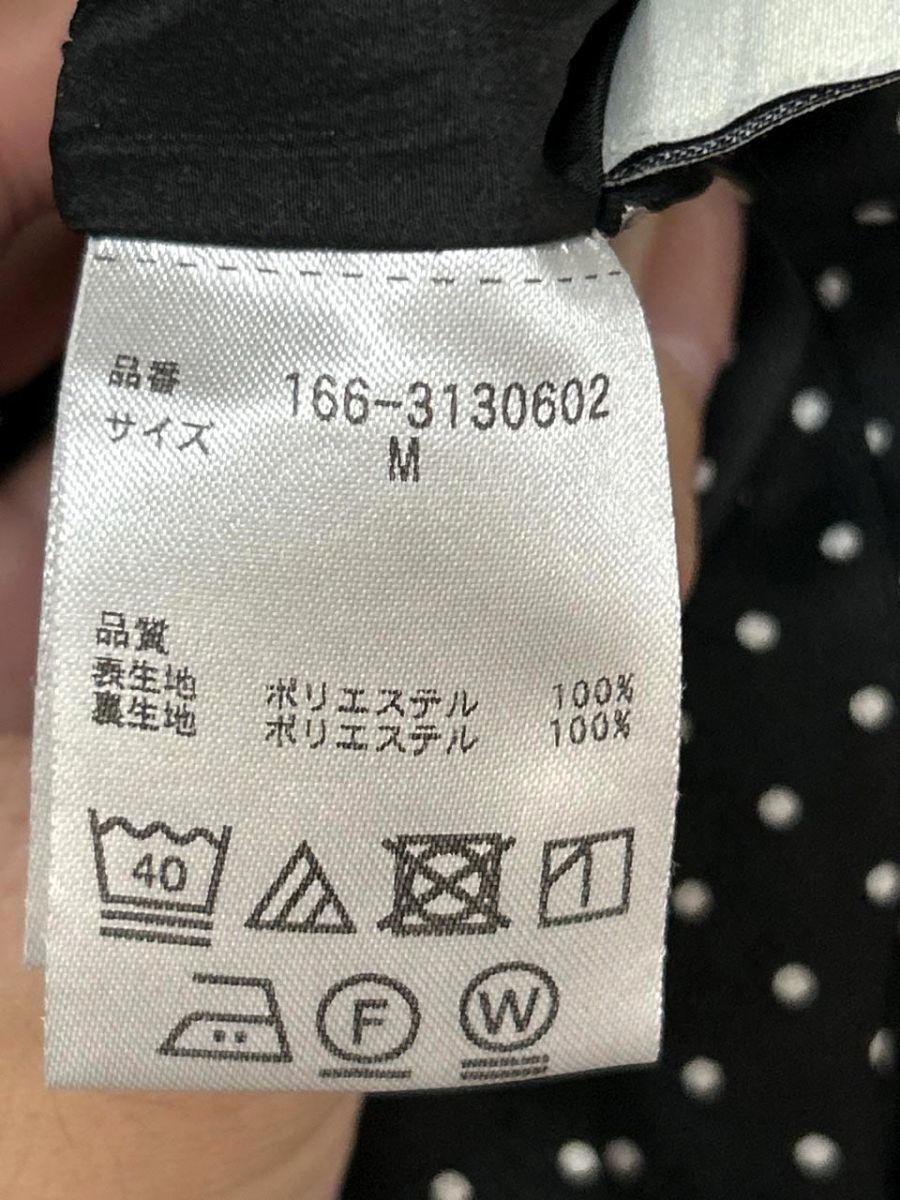 品番 166-3130602
サイズ M
品質
表生地 ポリエステル 100%
裏生地 ポリエステル 100%
40
F W